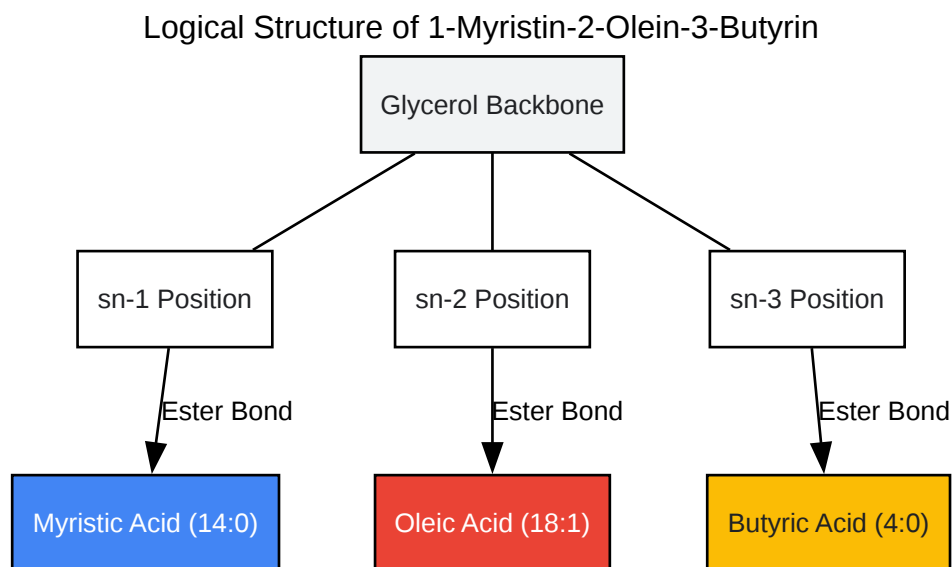 Logical Structure of 1-Myristin-2-Olein-3-Butyrin
Glycerol Backbone
sn-1 Position
sn-2 Position
sn-3 Position
Ester Bond
Ester Bond
Ester Bond
Myristic Acid (14:0)
Oleic Acid (18:1)
Butyric Acid (4:0)